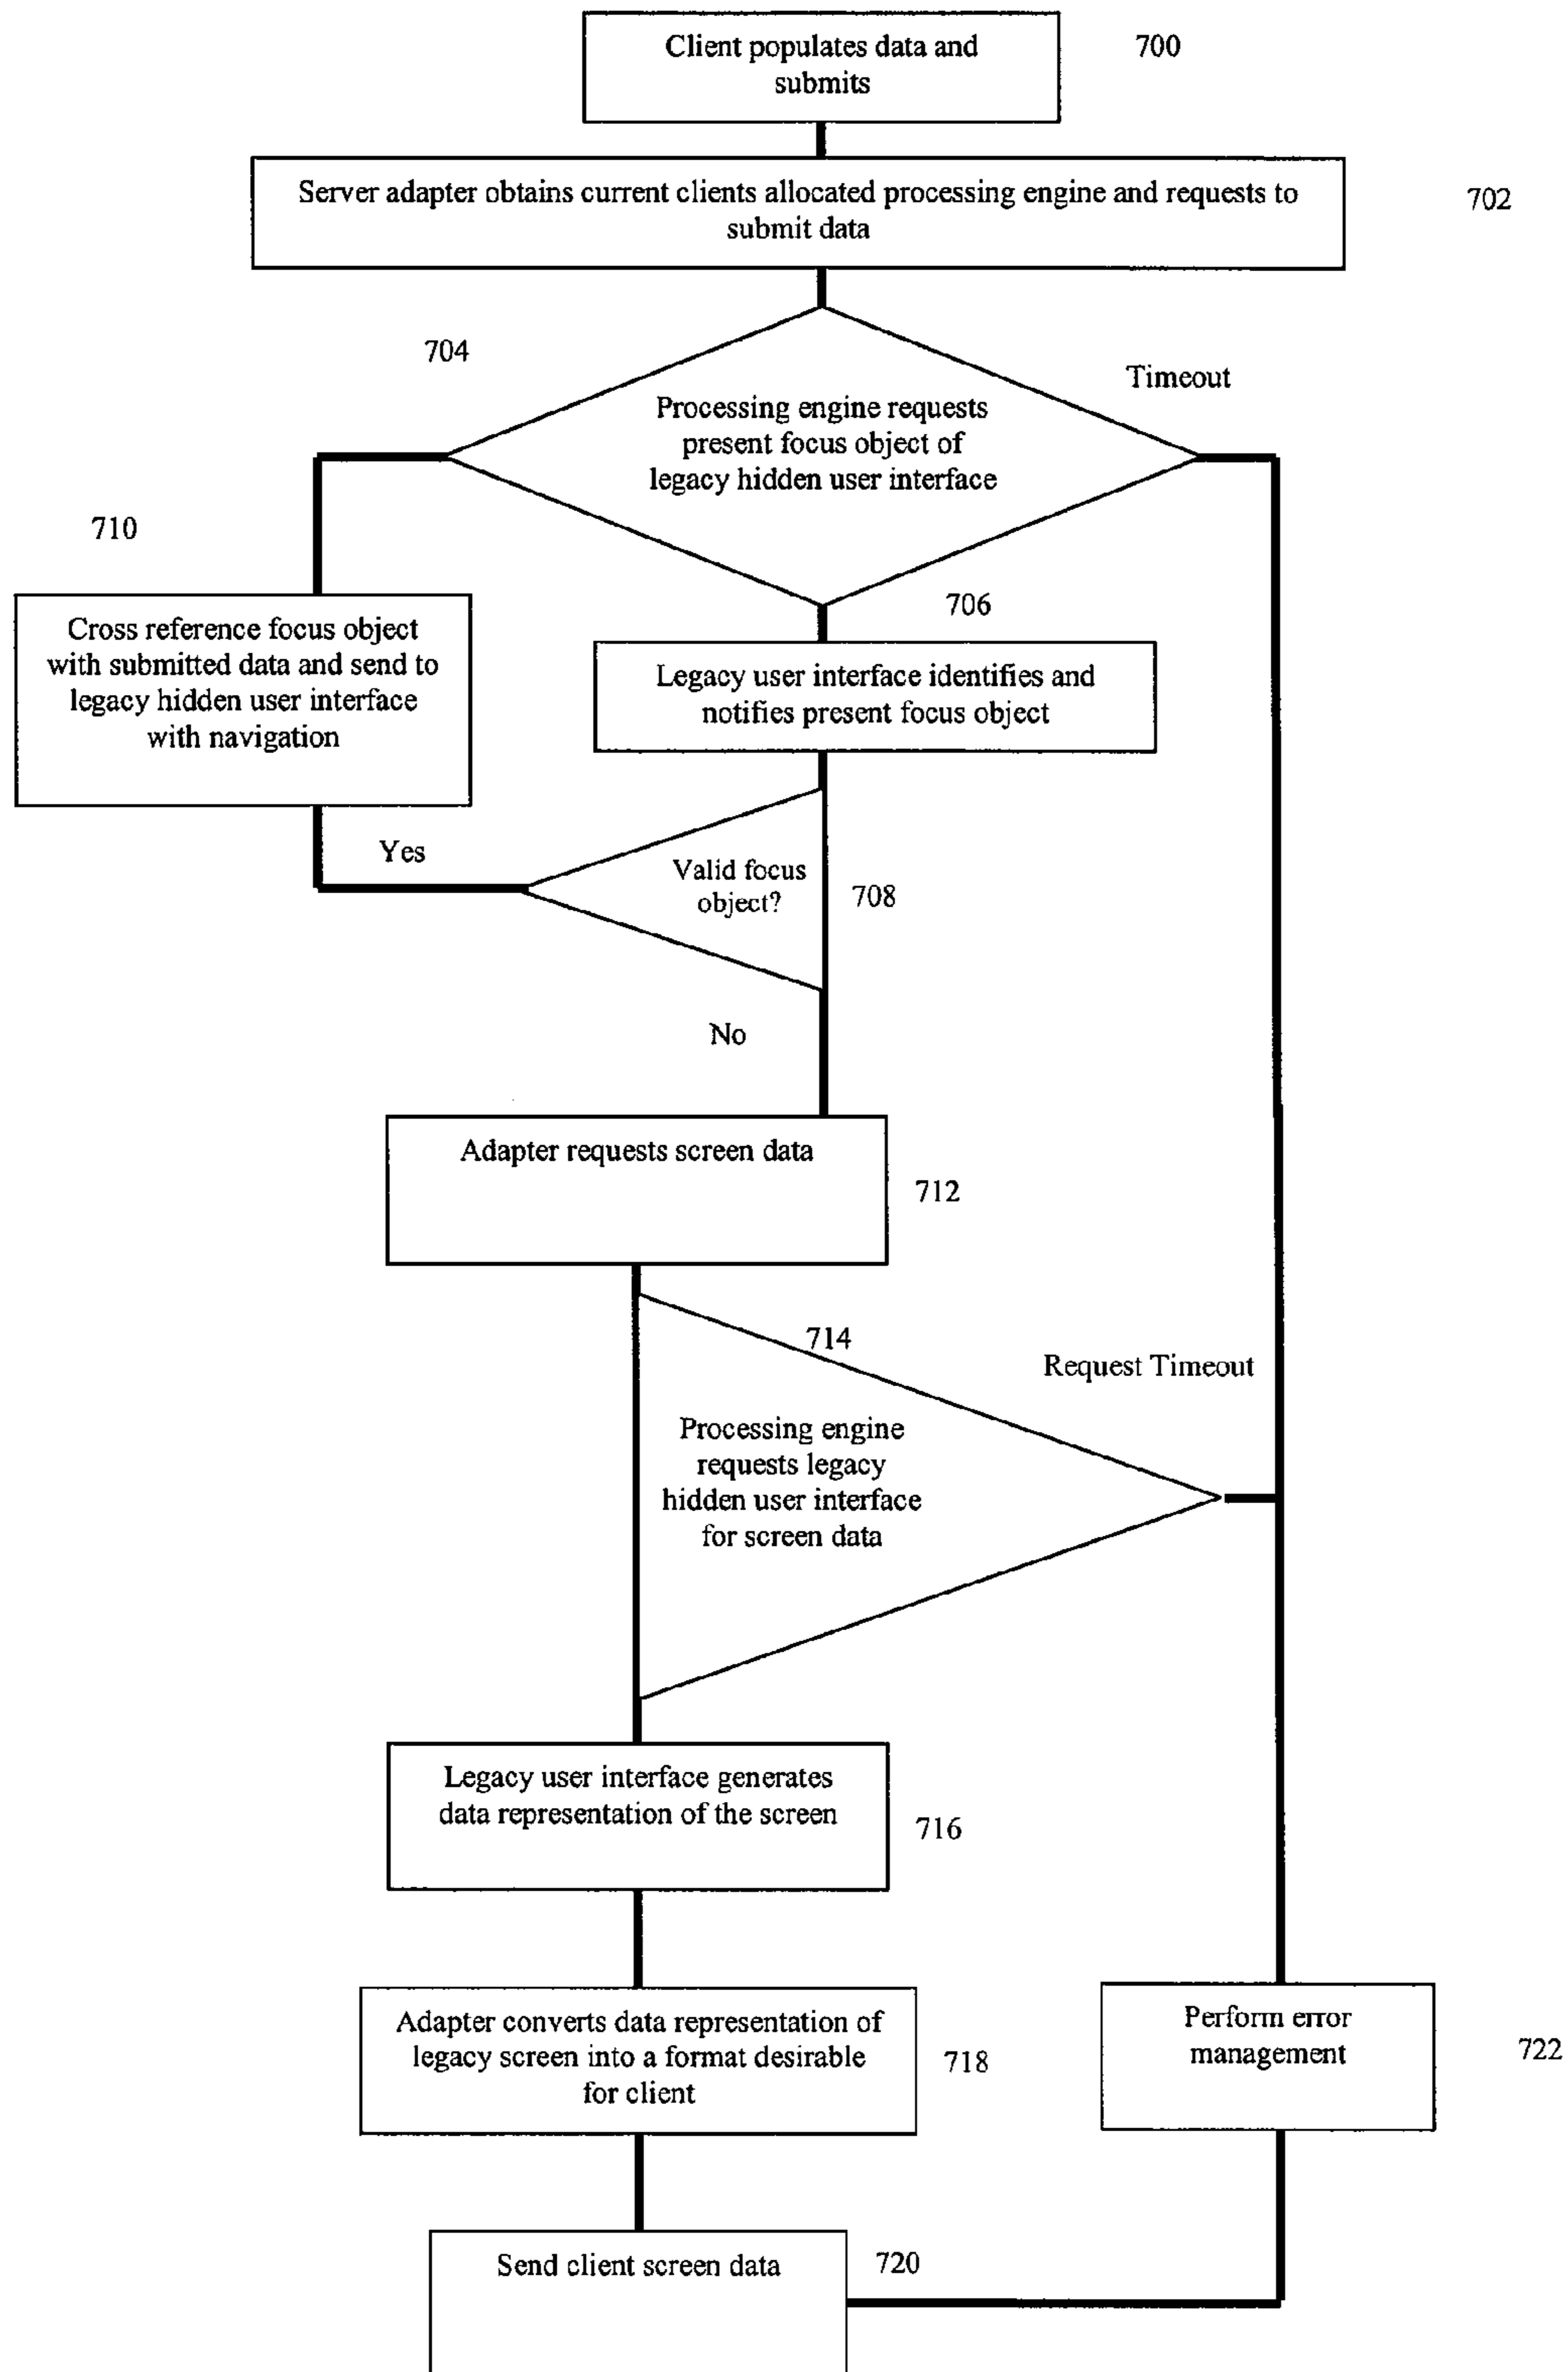 Client populates data and
submits
700
Server adapter obtains current clients allocated processing engine and requests to
submit data
702
704
Timeout
Processing engine requests
present focus object of
legacy hidden user interface
710
706
Cross reference focus object
with submitted data and send to
legacy hidden user interface
with navigation
Legacy user interface identifies and
notifies present focus object
Yes
Valid focus
object?
708
No
Adapter requests screen data
712
714
Request Timeout
Processing engine
requests legacy
hidden user interface
for screen data
Legacy user interface generates
data representation of the screen
716
Adapter converts data representation of
legacy screen into a format desirable
for client
718
Perform error
management
722
Send client screen data
720